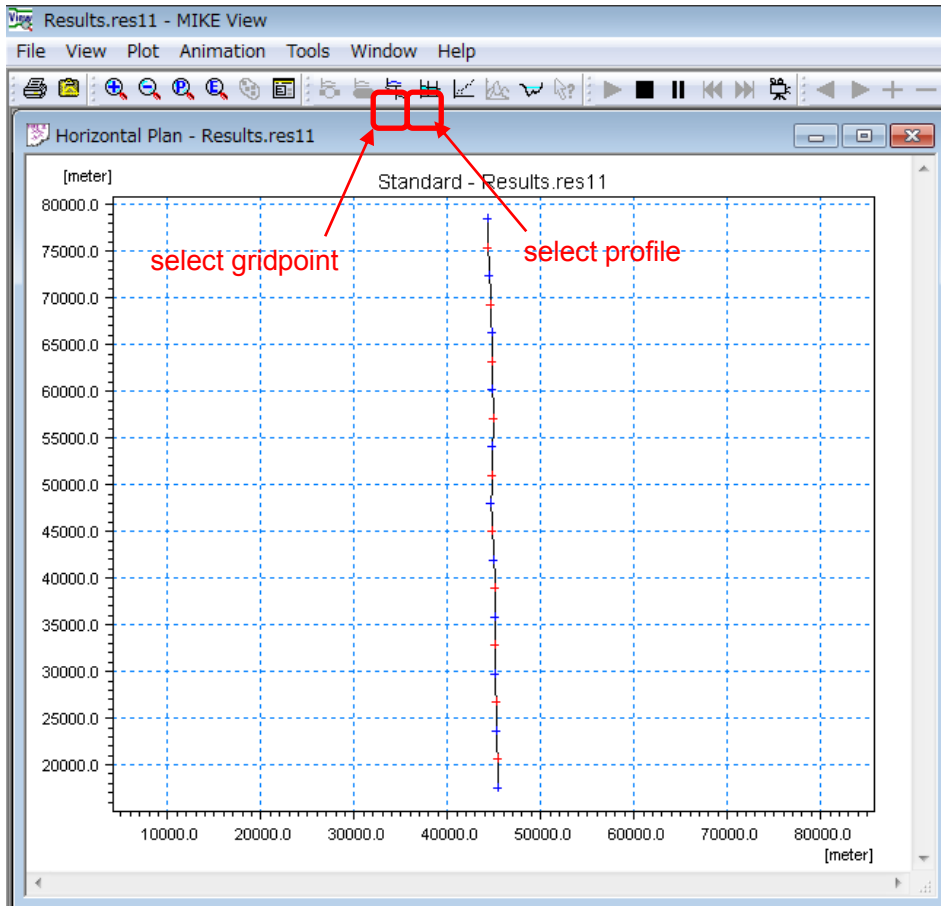 Results.res11 - MIKE View
File View Plot Animation Tools Window Help
Horizontal Plan - Results.res11
[meter]
Standard - Results.res11
80000.0
75000.0
select gridpoint
select profile
70000.0
65000.0
60000.0
55000.0
50000.0
45000.0
40000.0
35000.0
30000.0
25000.0
20000.0
10000.0 20000.0 30000.0 40000.0 50000.0 60000.0 70000.0 80000.0
[meter]